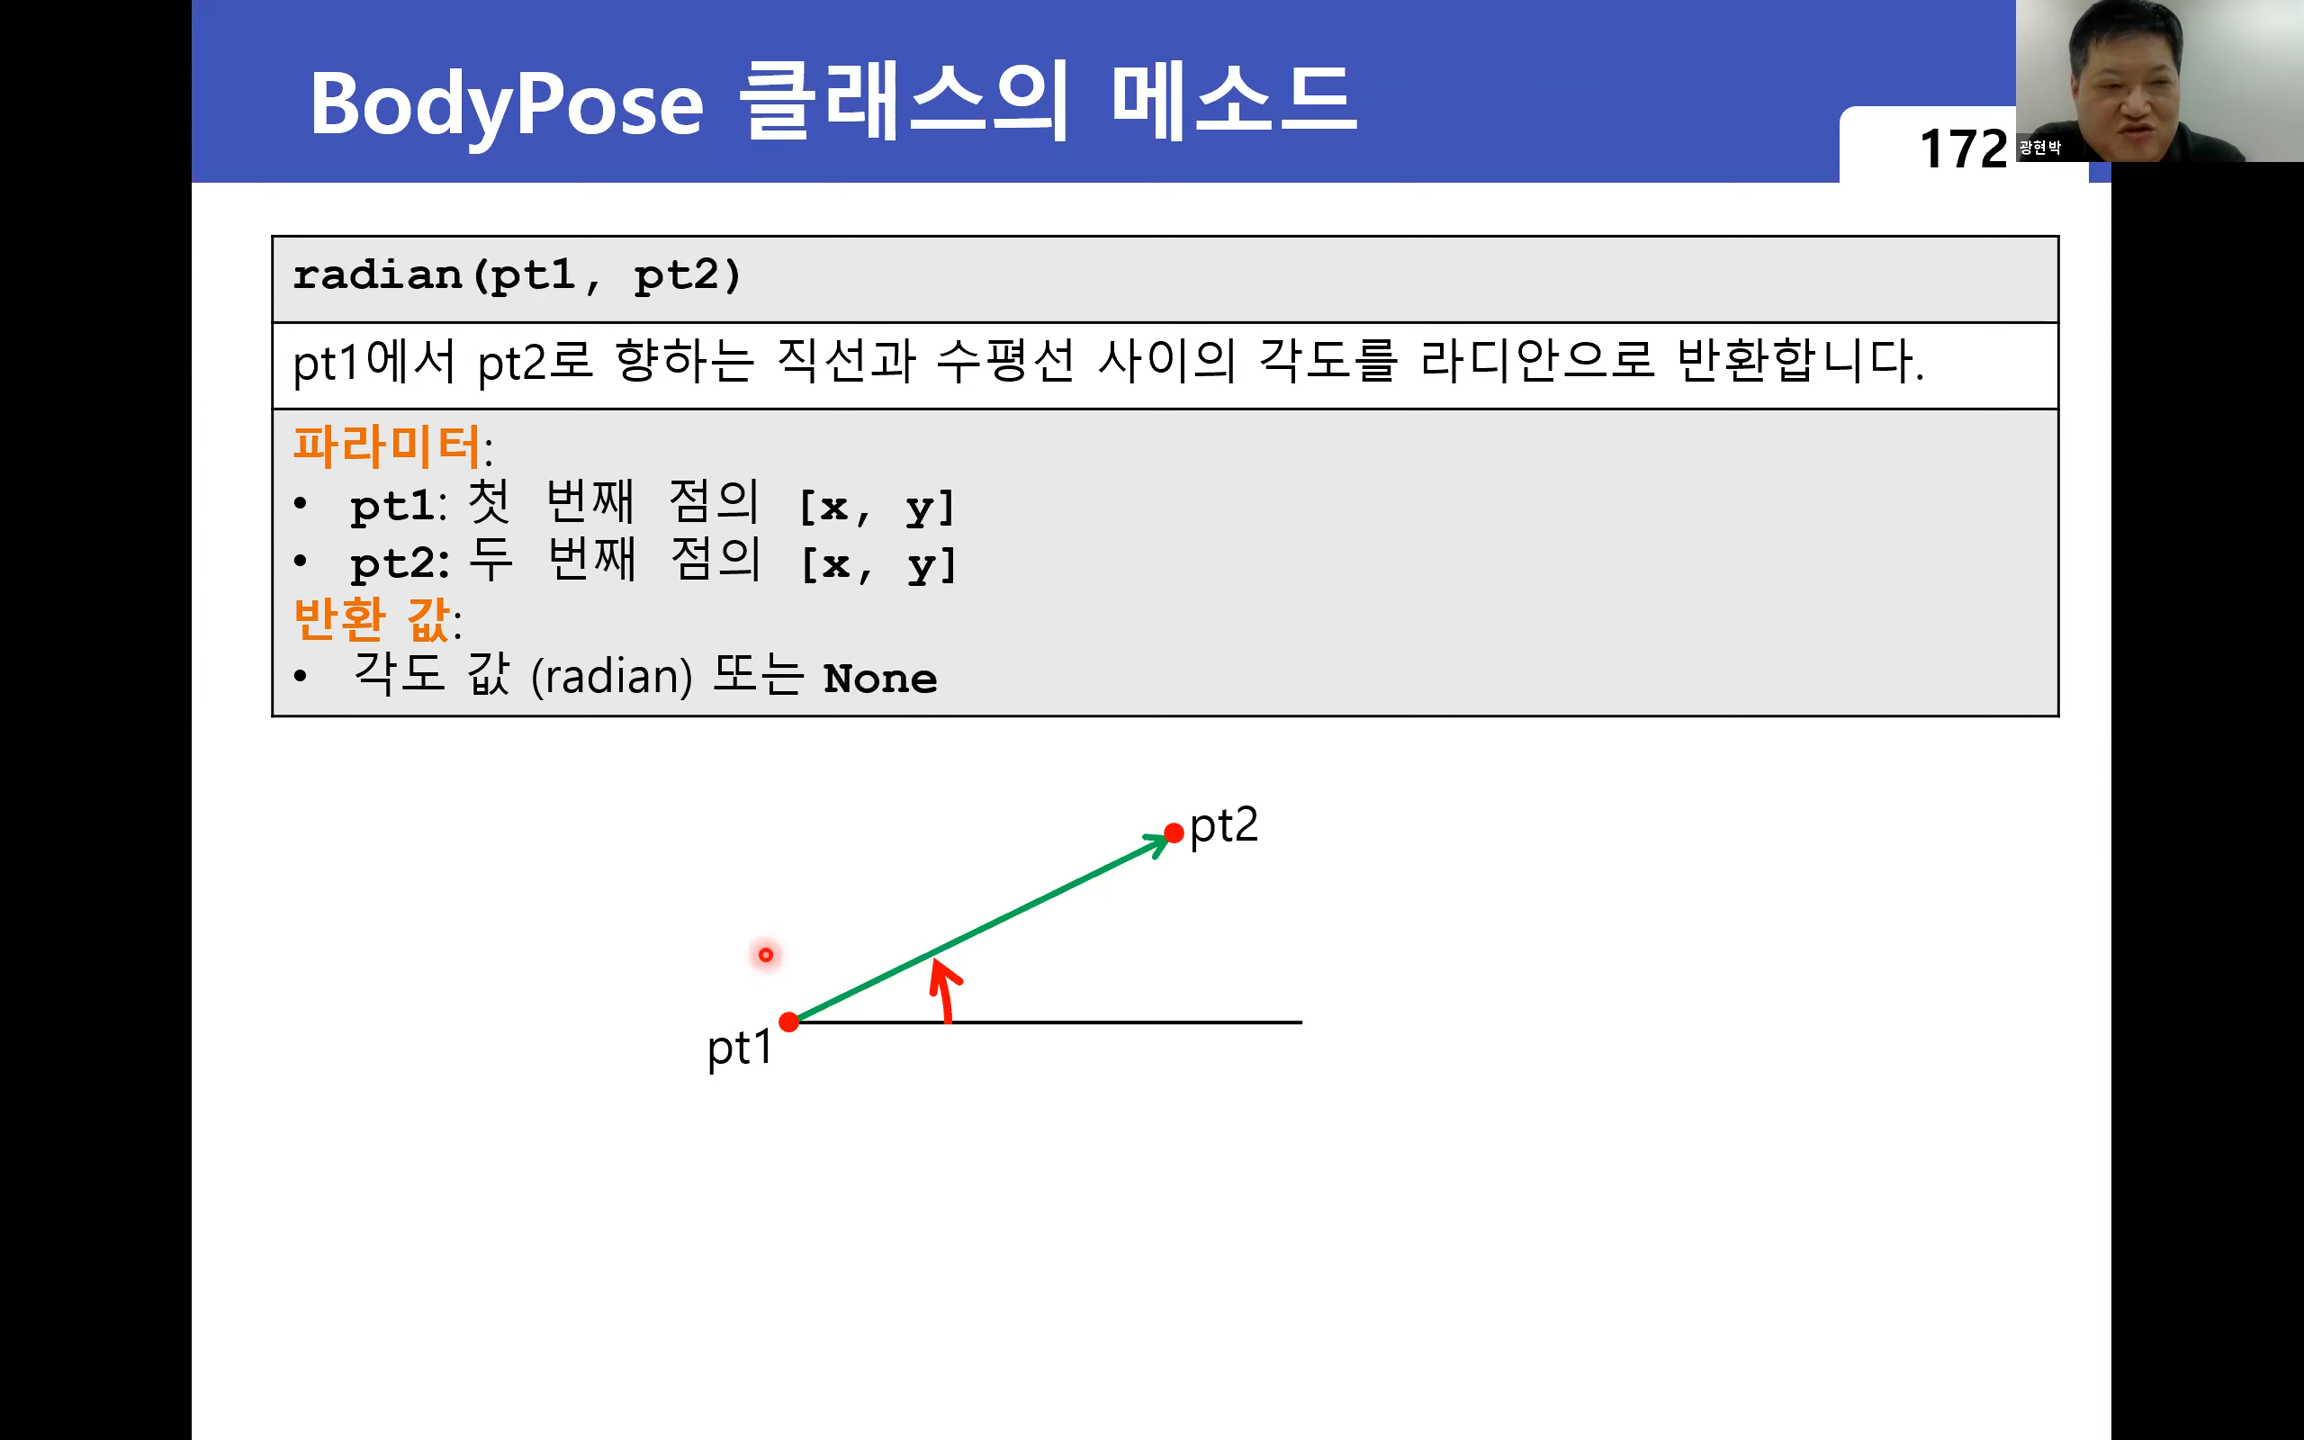 BodyPose 클래스의 메소드
172
광현박
radian(pt1, pt2)
pt1에서 pt2로 향하는 직선과 수평선 사이의 각도를 라디안으로 반환합니다.
파라미터:
• pt1: 첫 번째 점의 [x, y]
• pt2: 두 번째 점의 [x, y]
반환 값:
• 각도 값 (radian) 또는 None
pt2
pt1